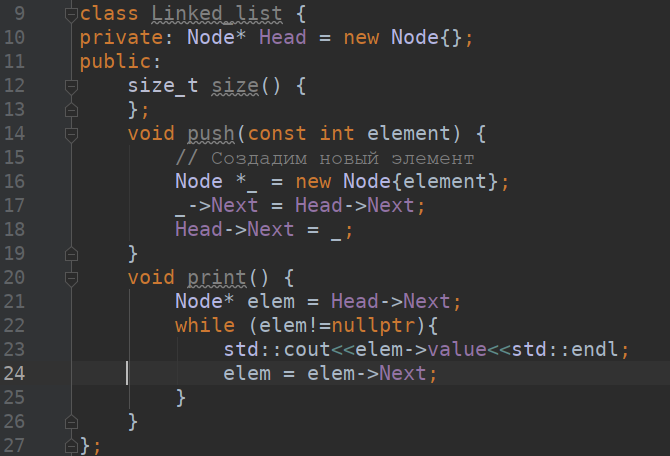 9 class Linked_list {
10 private: Node* Head = new Node{};
11 public:
12     size_t size() {
13     };
14     void push(const int element) {
15         // Создадим новый элемент
16         Node *_ = new Node{element};
17         _->Next = Head->Next;
18         Head->Next = _;
19     }
20     void print() {
21         Node* elem = Head->Next;
22         while (elem!=nullptr){
23             std::cout<<elem->value<<std::endl;
24             elem = elem->Next;
25         }
26     }
27 };